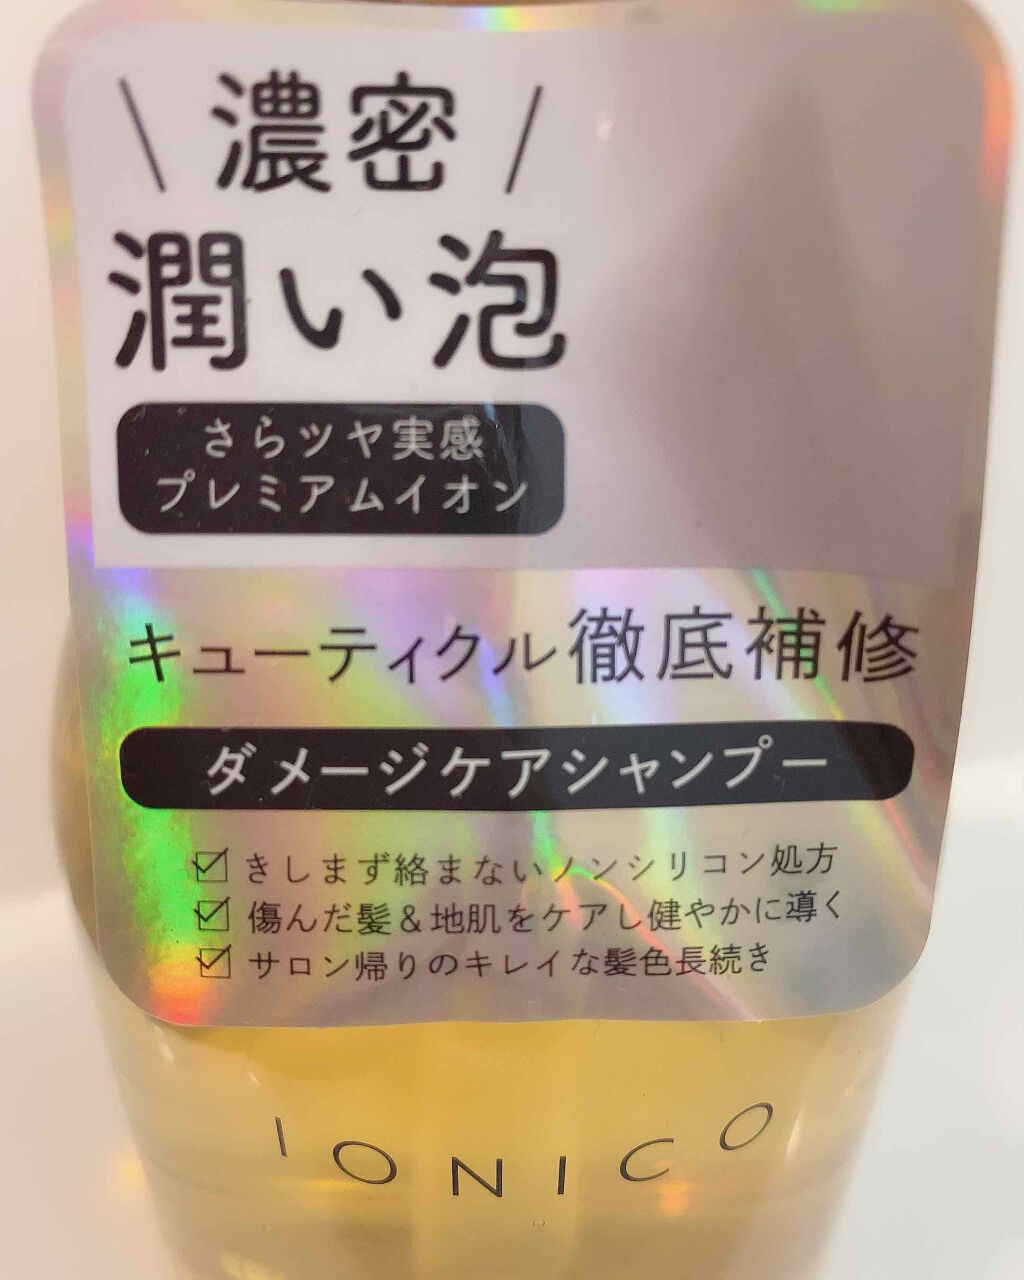 \ 濃密 /
潤い泡
さらツヤ実感
プレミアムイオン
キューティクル徹底補修
ダメージケアシャンプー
☑ きしまず絡まないノンシリコン処方
☑ 傷んだ髪&地肌をケアし健やかに導く
☑ サロン帰りのキレイな髪色長続き
IONICO